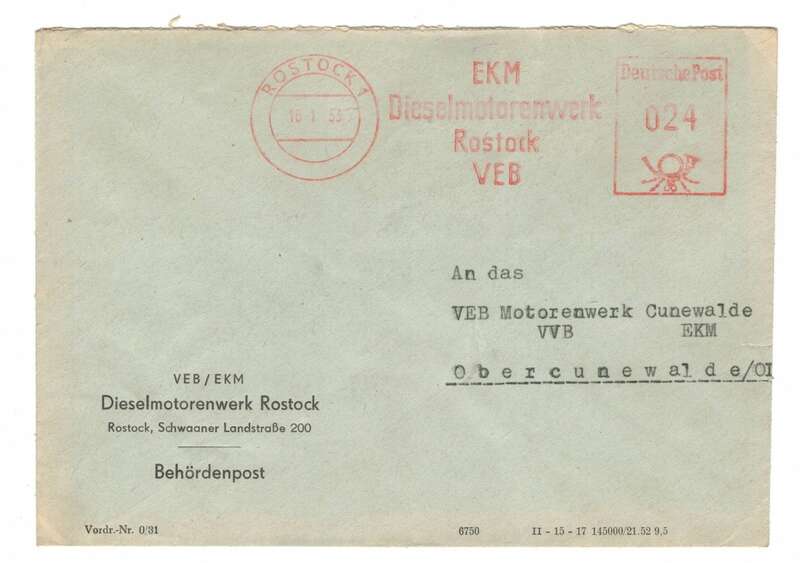 ROSTOCK 1
16.1.53
EKM
Dieselmotorenwerk
Rostock
VEB
Deutsche Post
024
An das
VEB Motorenwerk Cunewalde
VVB EKM
Obercunewalde/OI
VEB/EKM
Dieselmotorenwerk Rostock
Rostock, Schwaaner Landstraße 200
Behördenpost
Vordr.-Nr. 0/31
6750
II - 15 - 17 145000/21.52 9,5